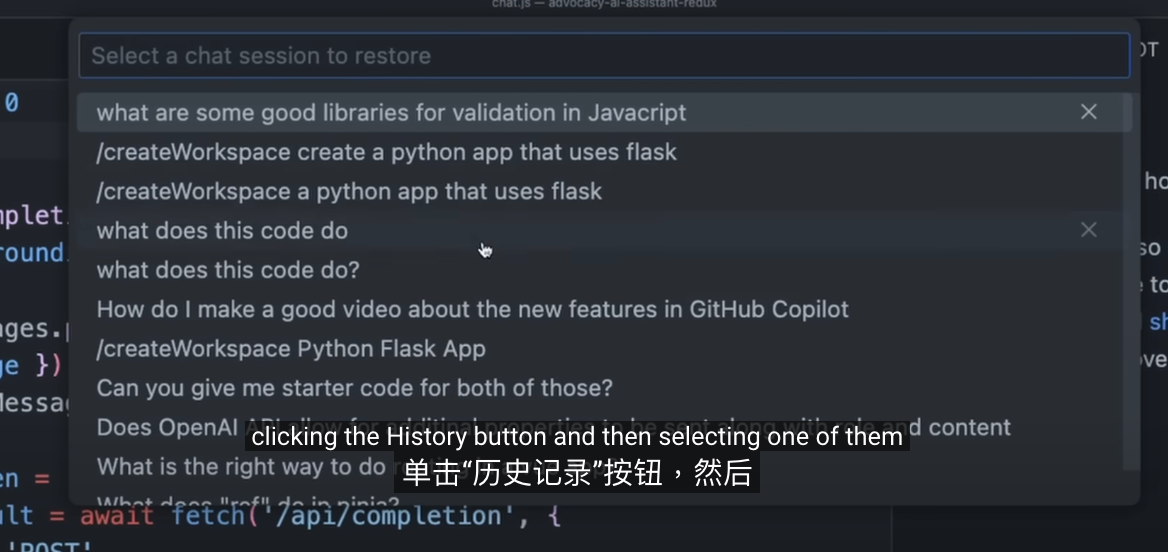 chat.js — advocacy-ai-assistant-redux
Select a chat session to restore
OT
0
what are some good libraries for validation in Javacript
/createWorkspace create a python app that uses flask
/createWorkspace a python app that uses flask
ho
mplet
what does this code do
round
so
what does this code do?
e to
How do I make a good video about the new features in GitHub Copilot
ages.p
sh
/createWorkspace Python Flask App
ge })
ove
Can you give me starter code for both of those?
Messag
Does OpenAI API allow for additinal properties to be sent along with role and content
clicking the History button and then selecting one of them
What is the right way to do
单击“历史记录”按钮，然后
en =
What does "ref" do in ninja?
ult = await fetch('/api/completion', {
'POST'